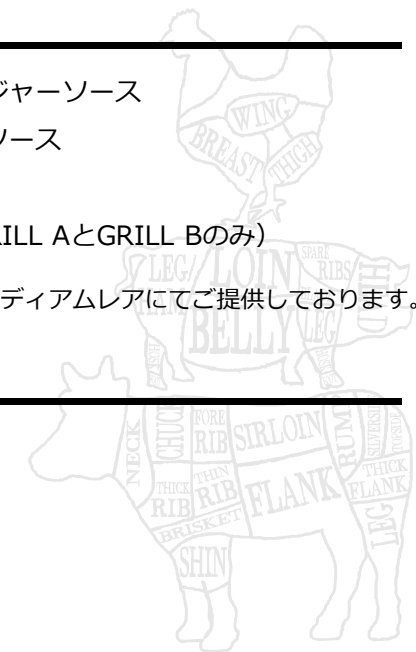 ジャーソース
ソース
RILL AとGRILL Bのみ）
ディアムレアにてご提供しております。
WING
BREAST
THIGH
LEG
LOIN
SPARE RIBS
BELLY
LEG
NECK
CHUCK
FORE RIB
SIRLOIN
RUMP
SILVERSIDE
TOPSIDE
THICK RIB
THIN RIB
FLANK
THICK FLANK
BRISKET
LEG
SHIN